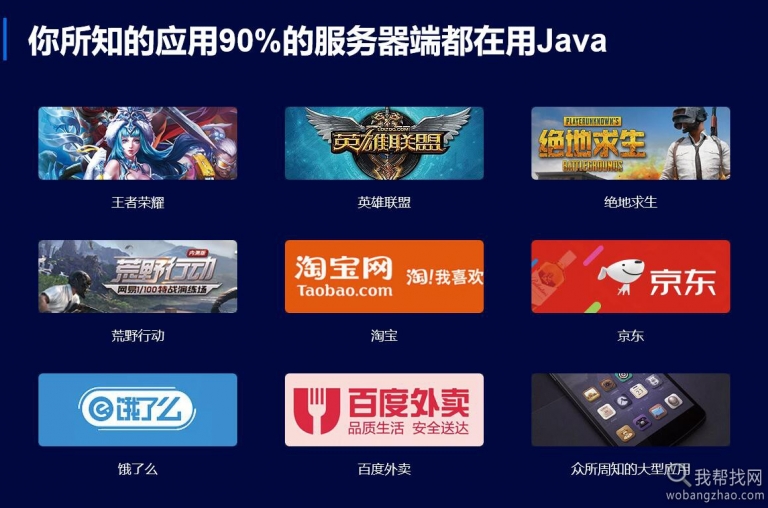 你所知的应用90%的服务器端都在用Java
英雄联盟
PLAYERUNKNOWN'S
绝地求生
BATTLEGROUNDS
王者荣耀
英雄联盟
绝地求生
荒野行动
网易1/100特战演练场
淘宝网
Taobao.com
淘!我喜欢
京东
荒野行动
淘宝
京东
饿了么
百度外卖
品质生活 安全送达
饿了么
百度外卖
众所周知的大型应用
我帮找网
wobangzhao.com